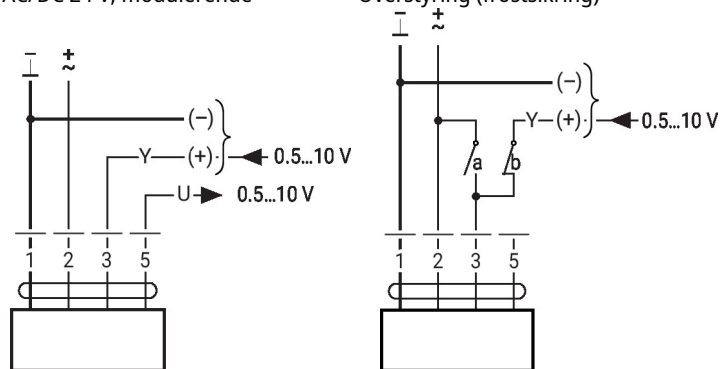 AC/DC 24 V, modulerende
Overstyring (frostsikring)
− +
⊥ ~
(−)
Y (+) 0.5...10 V
U 0.5...10 V
1 2 3 5
− +
⊥ ~
(−)
Y (+) 0.5...10 V
a b
1 2 3 5